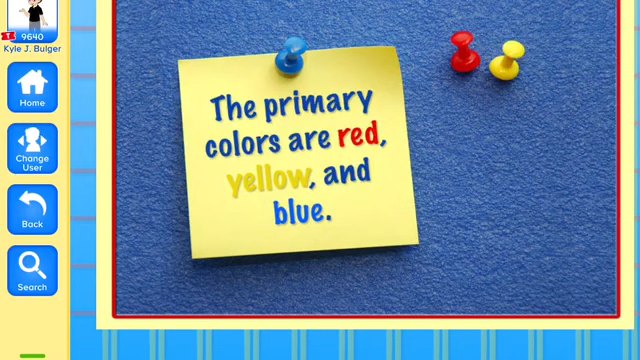 T
9640
Kyle J. Bulger
Home
Change
User
Back
Search
The primary
colors are red,
yellow, and
blue.